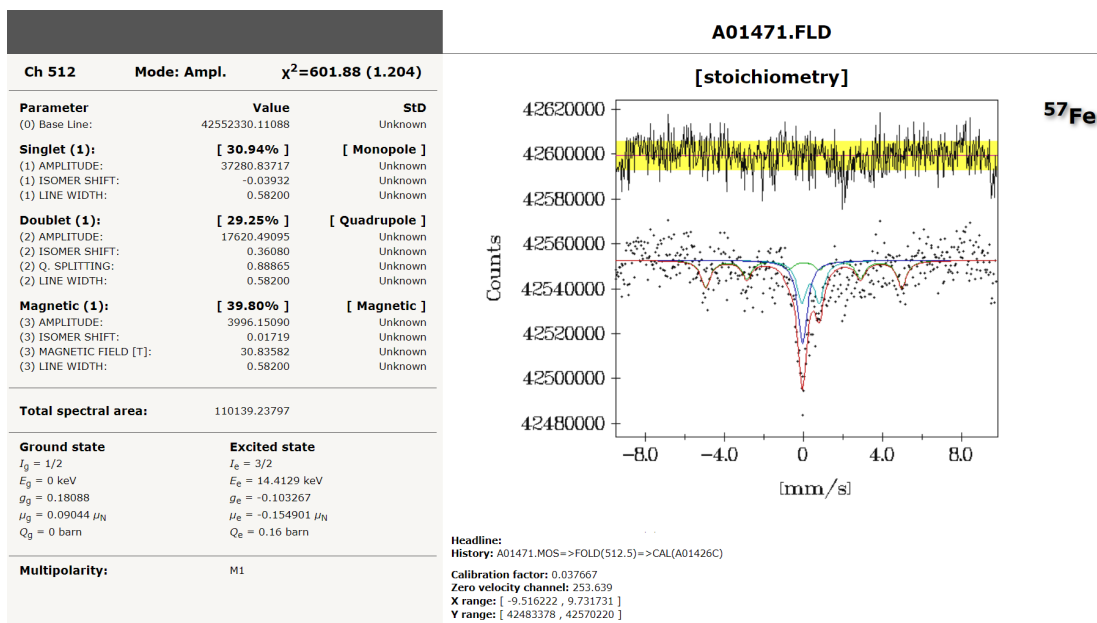 Ch 512 Mode: Ampl. χ2=601.88 (1.204)
Parameter Value StD
(0) Base Line: 42552330.11088 Unknown
Singlet (1): [ 30.94% ] [ Monopole ]
(1) AMPLITUDE: 37280.83717 Unknown
(1) ISOMER SHIFT: -0.03932 Unknown
(1) LINE WIDTH: 0.58200 Unknown
Doublet (1): [ 29.25% ] [ Quadrupole ]
(2) AMPLITUDE: 17620.49095 Unknown
(2) ISOMER SHIFT: 0.36080 Unknown
(2) Q. SPLITTING: 0.88865 Unknown
(2) LINE WIDTH: 0.58200 Unknown
Magnetic (1): [ 39.80% ] [ Magnetic ]
(3) AMPLITUDE: 3996.15090 Unknown
(3) ISOMER SHIFT: 0.01719 Unknown
(3) MAGNETIC FIELD [T]: 30.83582 Unknown
(3) LINE WIDTH: 0.58200 Unknown
Total spectral area: 110139.23797
Ground state Excited state
Ig = 1/2 Ie = 3/2
Eg = 0 keV Ee = 14.4129 keV
gg = 0.18088 ge = -0.103267
μg = 0.09044 μN μe = -0.154901 μN
Qg = 0 barn Qe = 0.16 barn
Multipolarity: M1
A01471.FLD
[stoichiometry]
57Fe
42620000
42600000
42580000
42560000
42540000
42520000
42500000
42480000
Counts
-8.0 -4.0 0 4.0 8.0
[mm/s]
Headline:
History: A01471.MOS=>FOLD(512.5)=>CAL(A01426C)
Calibration factor: 0.037667
Zero velocity channel: 253.639
X range: [ -9.516222 , 9.731731 ]
Y range: [ 42483378 , 42570220 ]